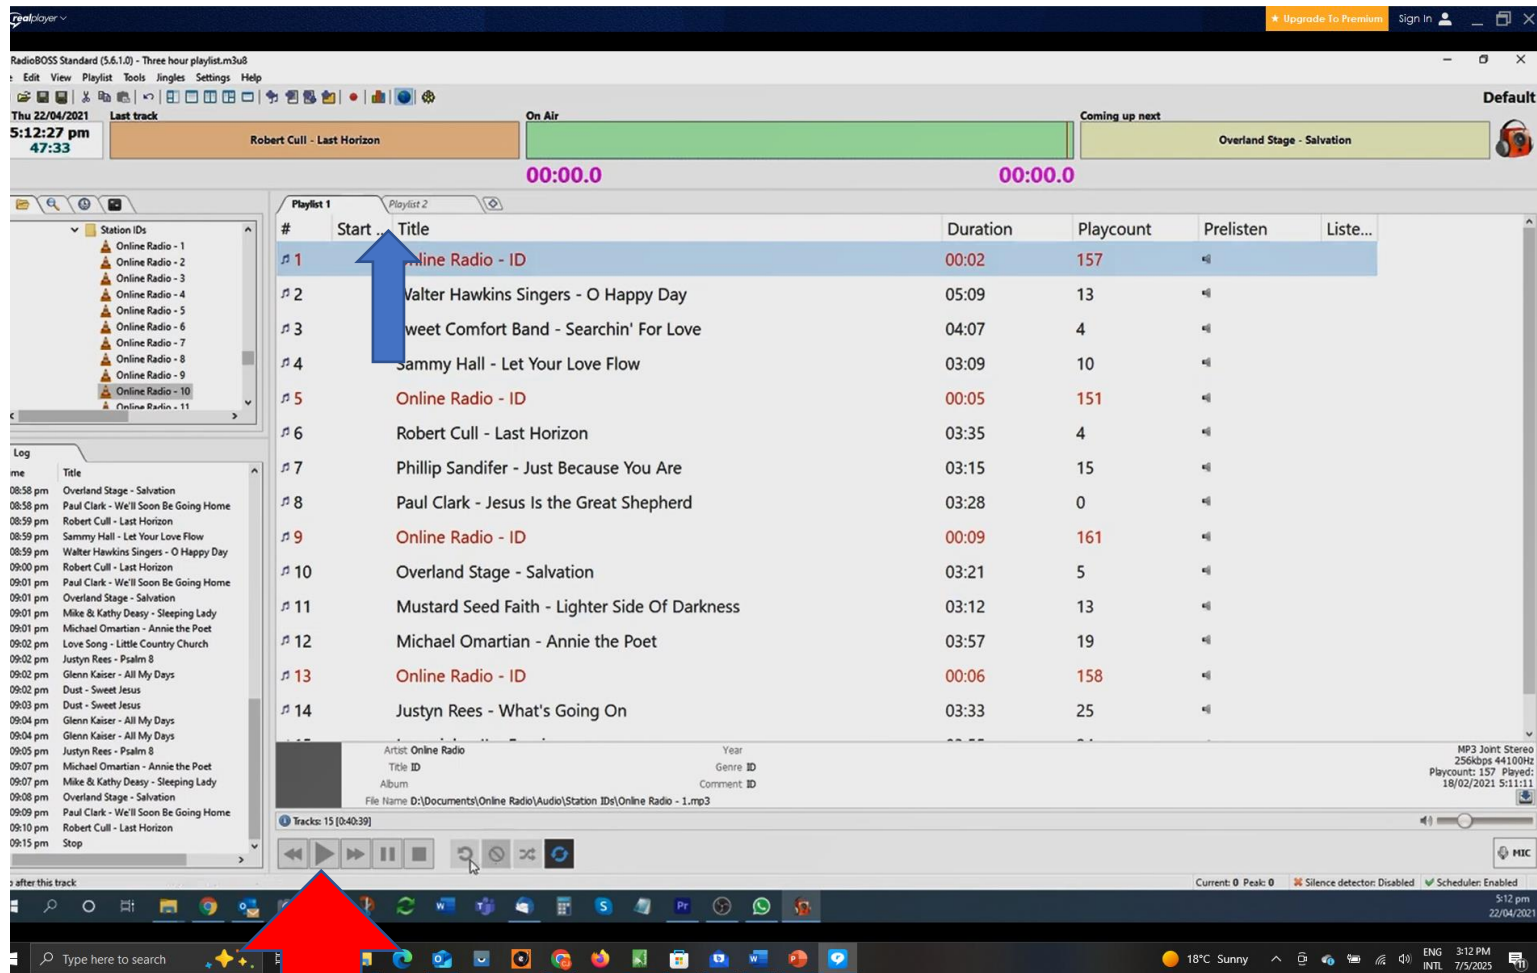 realplayer
★ Upgrade To Premium
Sign In
RadioBOSS Standard (5.6.1.0) - Three hour playlist.m3u8
Edit View Playlist Tools Jingles Settings Help
Thu 22/04/2021 Last track On Air Coming up next Default
5:12:27 pm
47:33
Robert Cull - Last Horizon
Overland Stage - Salvation
00:00.0 00:00.0
Station IDs
Online Radio - 1
Online Radio - 2
Online Radio - 3
Online Radio - 4
Online Radio - 5
Online Radio - 6
Online Radio - 7
Online Radio - 8
Online Radio - 9
Online Radio - 10
Online Radio - 11
Log
me Title
08:58 pm Overland Stage - Salvation
08:58 pm Paul Clark - We'll Soon Be Going Home
08:59 pm Robert Cull - Last Horizon
08:59 pm Sammy Hall - Let Your Love Flow
08:59 pm Walter Hawkins Singers - O Happy Day
09:00 pm Robert Cull - Last Horizon
09:01 pm Paul Clark - We'll Soon Be Going Home
09:01 pm Overland Stage - Salvation
09:01 pm Mike & Kathy Deasy - Sleeping Lady
09:01 pm Michael Omartian - Annie the Poet
09:02 pm Love Song - Little Country Church
09:02 pm Justyn Rees - Psalm 8
09:02 pm Glenn Kaiser - All My Days
09:02 pm Dust - Sweet Jesus
09:03 pm Dust - Sweet Jesus
09:04 pm Glenn Kaiser - All My Days
09:04 pm Glenn Kaiser - All My Days
09:05 pm Justyn Rees - Psalm 8
09:07 pm Michael Omartian - Annie the Poet
09:07 pm Mike & Kathy Deasy - Sleeping Lady
09:08 pm Overland Stage - Salvation
09:09 pm Paul Clark - We'll Soon Be Going Home
09:10 pm Robert Cull - Last Horizon
09:15 pm Stop
Playlist 1 Playlist 2
# Start ... Title Duration Playcount Prelisten Liste...
1 Online Radio - ID 00:02 157
2 Walter Hawkins Singers - O Happy Day 05:09 13
3 Sweet Comfort Band - Searchin' For Love 04:07 4
4 Sammy Hall - Let Your Love Flow 03:09 10
5 Online Radio - ID 00:05 151
6 Robert Cull - Last Horizon 03:35 4
7 Phillip Sandifer - Just Because You Are 03:15 15
8 Paul Clark - Jesus Is the Great Shepherd 03:28 0
9 Online Radio - ID 00:09 161
10 Overland Stage - Salvation 03:21 5
11 Mustard Seed Faith - Lighter Side Of Darkness 03:12 13
12 Michael Omartian - Annie the Poet 03:57 19
13 Online Radio - ID 00:06 158
14 Justyn Rees - What's Going On 03:33 25
Artist Online Radio Year
Title ID Genre ID
Album Comment ID
File Name D:\Documents\Online Radio\Audio\Station IDs\Online Radio - 1.mp3
MP3 Joint Stereo
256kbps 44100Hz
Playcount: 157 Played:
18/02/2021 5:11:11
Tracks: 15 [0:40:39]
MIC
after this track
Current: 0 Peak: 0 Silence detector: Disabled Scheduler: Enabled
5:12 pm
22/04/2021
Type here to search
18°C Sunny
ENG
INTL
3:12 PM
7/5/2025